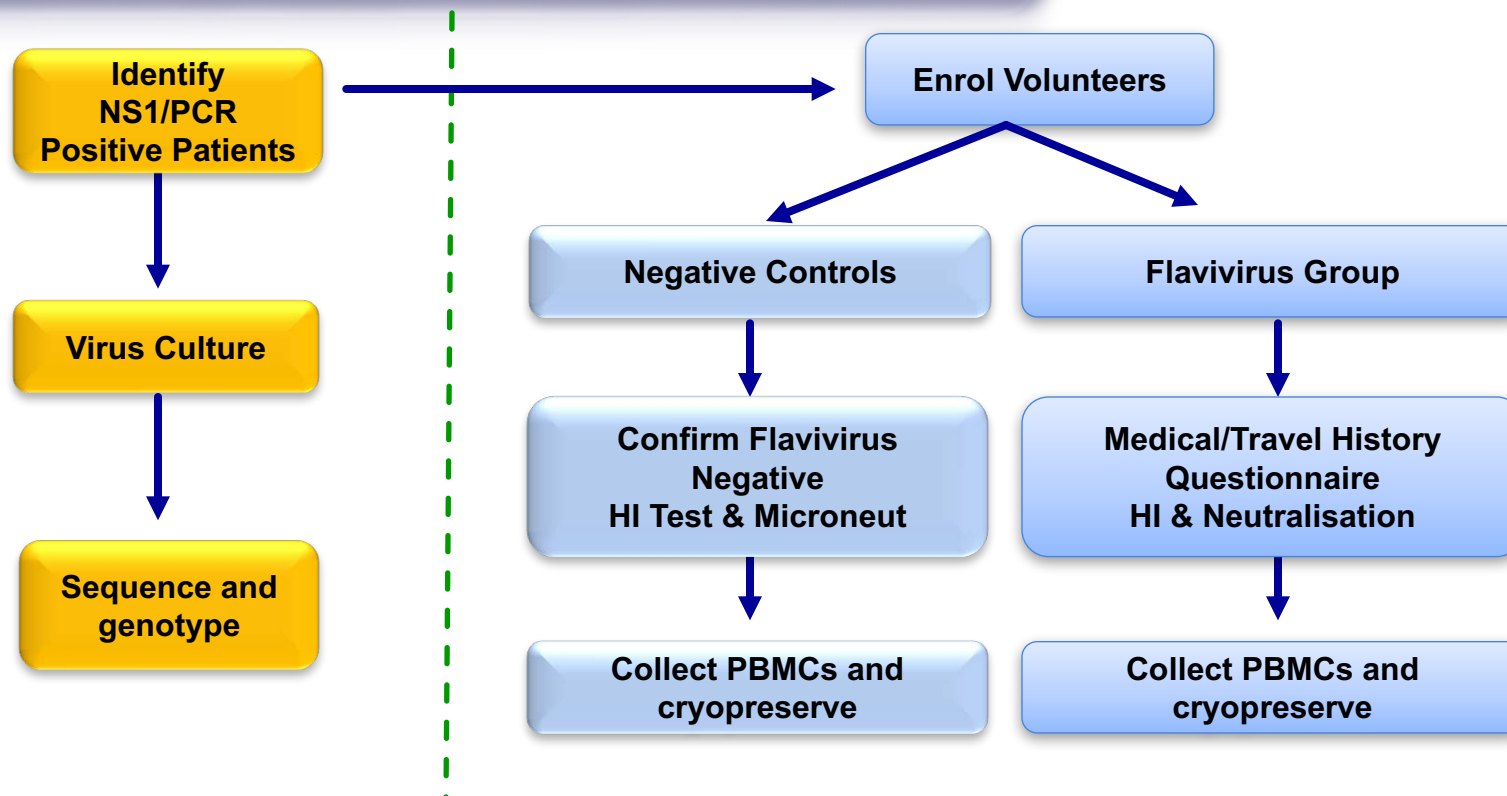 Identify
NS1/PCR
Positive Patients
Virus Culture
Sequence and
genotype
Enrol Volunteers
Negative Controls
Confirm Flavivirus
Negative
HI Test & Microneut
Collect PBMCs and
cryopreserve
Flavivirus Group
Medical/Travel History
Questionnaire
HI & Neutralisation
Collect PBMCs and
cryopreserve